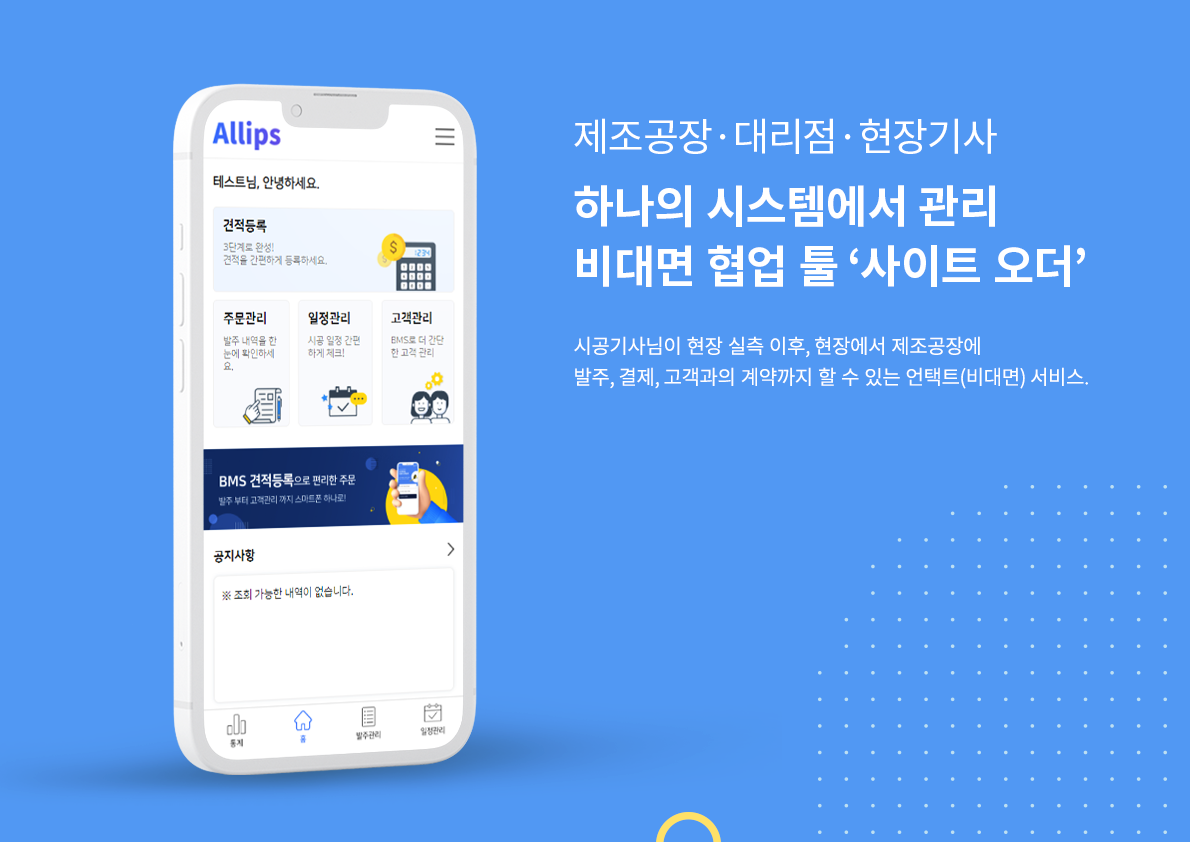 Allips
테스트님, 안녕하세요.
견적등록
3단계로 완성!
견적을 간편하게 등록하세요.
1234
주문관리
발주 내역을 한
눈에 확인하세
요.
일정관리
시공 일정 간편
하게 체크!
고객관리
BMS로 더 간단
한 고객 관리
BMS 견적등록으로 편리한 주문
발주 부터 고객관리 까지 스마트폰 하나로!
공지사항
※ 조회 가능한 내역이 없습니다.
통계
홈
발주관리
일정관리
제조공장·대리점·현장기사
하나의 시스템에서 관리
비대면 협업 툴 ‘사이트 오더’
시공기사님이 현장 실측 이후, 현장에서 제조공장에
발주, 결제, 고객과의 계약까지 할 수 있는 언택트(비대면) 서비스.